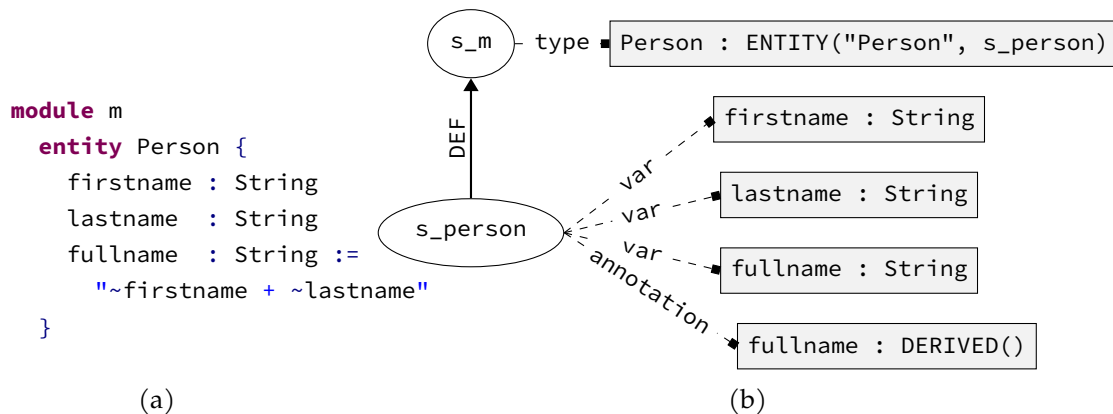 module m
entity Person {
firstname : String
lastname  : String
fullname  : String :=
"~firstname + ~lastname"
}
(a)
s_m
type
Person : ENTITY("Person", s_person)
DEF
s_person
var
firstname : String
var
lastname : String
var
fullname : String
annotation
fullname : DERIVED()
(b)